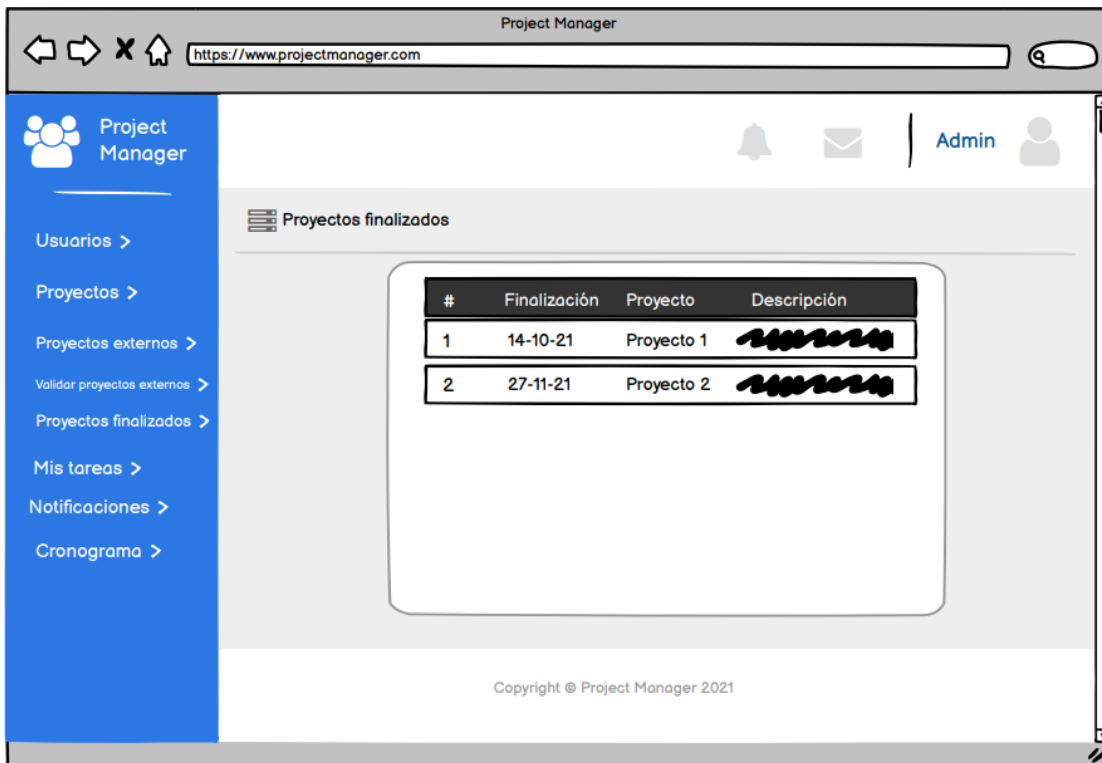 Project Manager
https://www.projectmanager.com
Project
Manager
Admin
Usuarios >
Proyectos >
Proyectos externos >
Validar proyectos externos >
Proyectos finalizados >
Mis tareas >
Notificaciones >
Cronograma >
Proyectos finalizados
# Finalización Proyecto Descripción
1 14-10-21 Proyecto 1
2 27-11-21 Proyecto 2
Copyright © Project Manager 2021